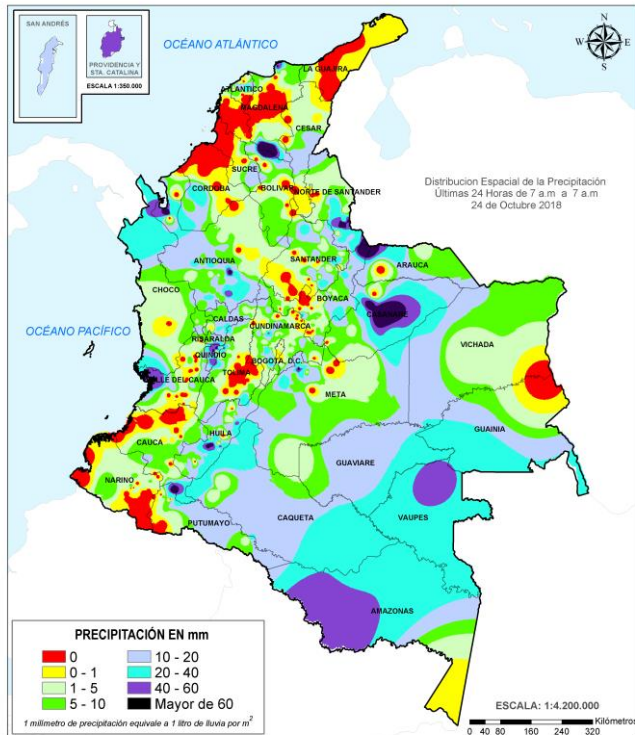 SAN ANDRÉS
PROVIDENCIA Y
STA. CATALINA
ESCALA 1:350.000
OCÉANO ATLÁNTICO
N
W E
S
LA GUAJIRA
ATLANTICO
MAGDALENA
CESAR
SUCRE
CORDOBA
BOLIVAR
NORTE DE SANTANDER
Distribucion Espacial de la Precipitación
Últimas 24 Horas de 7 a.m a 7 a.m
24 de Octubre 2018
ANTIOQUIA
SANTANDER
ARAUCA
CHOCO
BOYACA
CALDAS
CASANARE
OCÉANO PACÍFICO
CUNDINAMARCA
RISARALDA
VICHADA
QUINDIO
BOGOTA, D.C.
TOLIMA
VALLE DEL CAUCA
META
HUILA
GUAINIA
CAUCA
GUAVIARE
NARIÑO
VAUPES
PUTUMAYO
CAQUETA
AMAZONAS
PRECIPITACIÓN EN mm
0 10 - 20
0 - 1 20 - 40
1 - 5 40 - 60
5 - 10 Mayor de 60
1 milímetro de precipitación equivale a 1 litro de lluvia por m2
ESCALA: 1:4.200.000
Kilómetros
0 40 80 160 240 320